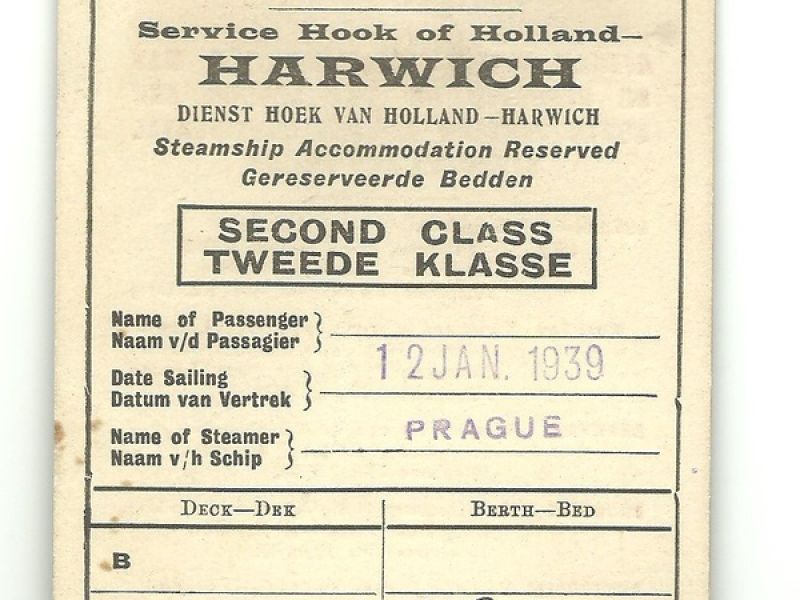 Service Hook of Holland—
HARWICH
DIENST HOEK VAN HOLLAND—HARWICH
Steamship Accommodation Reserved
Gereserveerde Bedden
SECOND CLASS
TWEEDE KLASSE
Name of Passenger
Naam v/d Passagier
12 JAN. 1939
Date Sailing
Datum van Vertrek
PRAGUE
Name of Steamer
Naam v/h Schip
DECK—DEK BERTH—BED
B